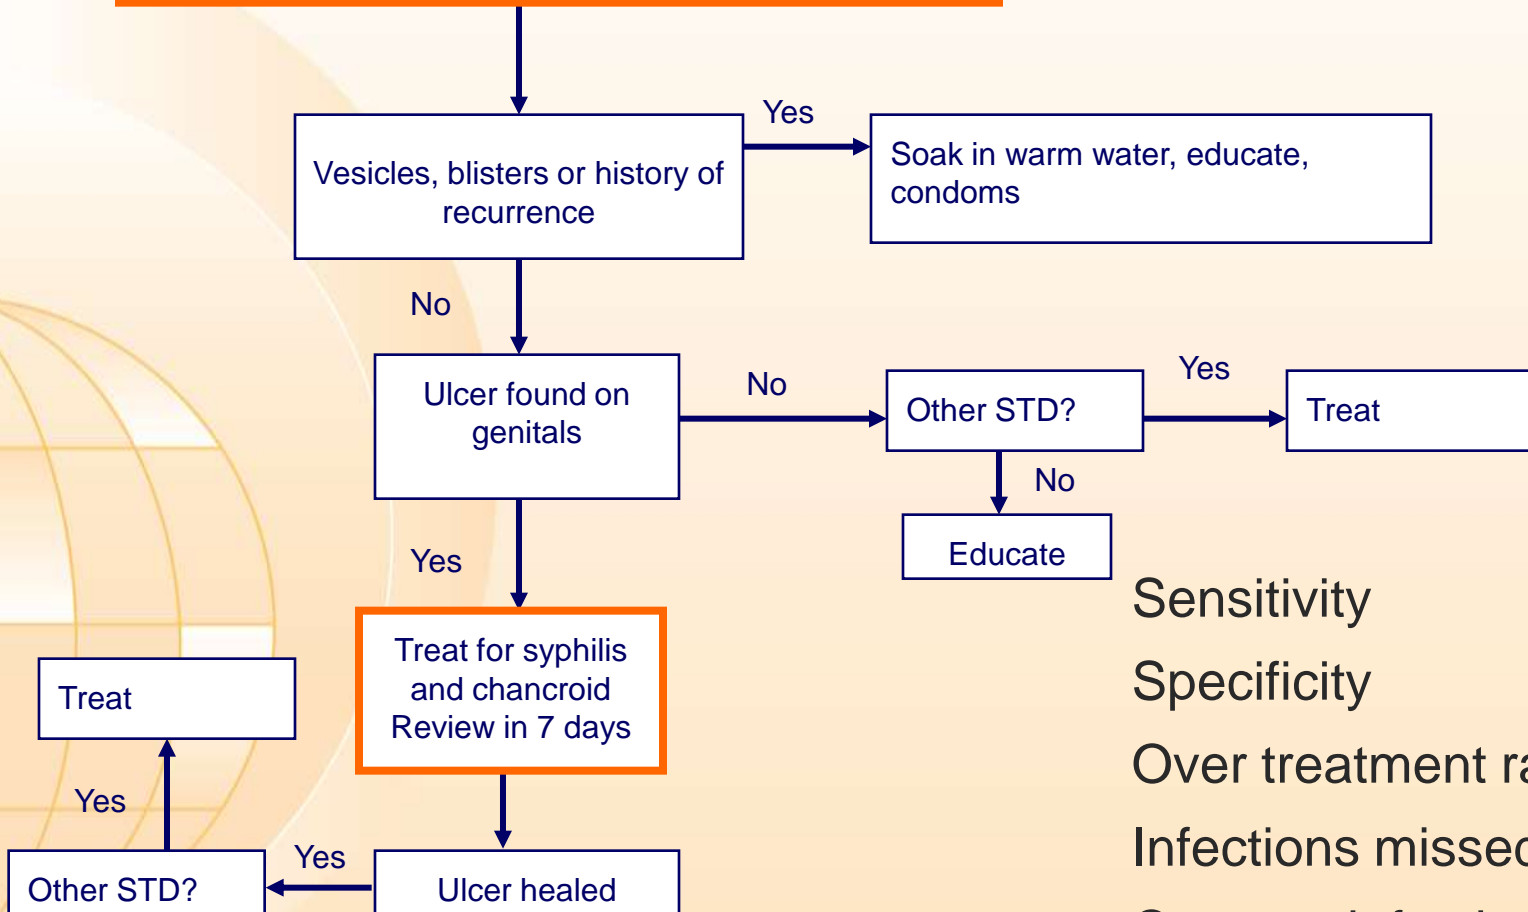 Yes
Vesicles, blisters or history of
recurrence
Soak in warm water, educate,
condoms
No
Ulcer found on
genitals
No
Other STD?
Yes
Treat
No
Educate
Yes
Treat for syphilis
and chancroid
Review in 7 days
Treat
Yes
Other STD?
Yes
Ulcer healed
Sensitivity
Specificity
Over treatment
Infections missed